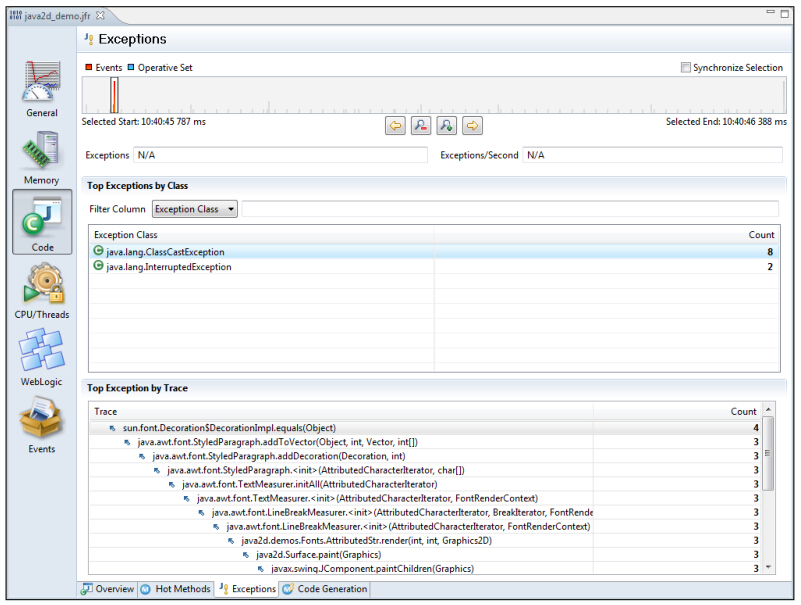 java2d_demo.jfr
Exceptions
Events Operative Set Synchronize Selection
Selected Start: 10:40:45 787 ms Selected End: 10:40:46 388 ms
Exceptions N/A Exceptions/Second N/A
Top Exceptions by Class
Filter Column Exception Class
Exception Class Count
java.lang.ClassCastException 8
java.lang.InterruptedException 2
Top Exception by Trace
Trace Count
sun.font.Decoration$DecorationImpl.equals(Object) 4
java.awt.font.StyledParagraph.addToVector(Object, int, Vector, int[]) 3
java.awt.font.StyledParagraph.addDecoration(Decoration, int) 3
java.awt.font.StyledParagraph.<init>(AttributedCharacterIterator, char[]) 3
java.awt.font.TextMeasurer.initAll(AttributedCharacterIterator) 3
java.awt.font.TextMeasurer.<init>(AttributedCharacterIterator, FontRenderContext) 3
java.awt.font.LineBreakMeasurer.<init>(AttributedCharacterIterator, BreakIterator, FontRende 3
java.awt.font.LineBreakMeasurer.<init>(AttributedCharacterIterator, FontRenderContext) 3
java2d.demos.Fonts.AttributedStr.render(int, int, Graphics2D) 3
java2d.Surface.paint(Graphics) 3
javax.swing.JComponent.paintChildren(Graphics) 3
General
Memory
Code
CPU/Threads
WebLogic
Events
Overview Hot Methods Exceptions Code Generation